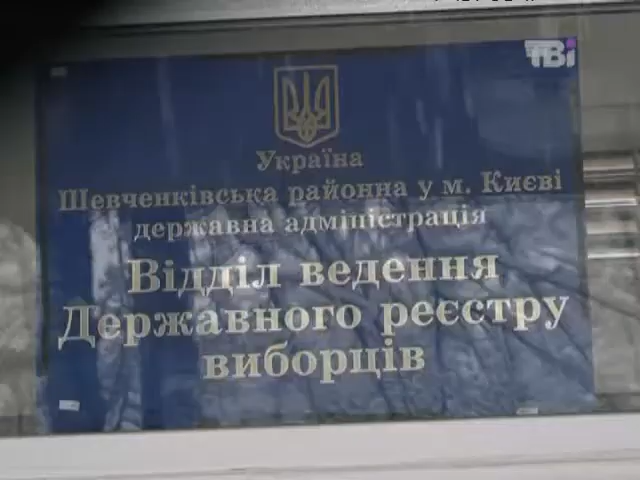 ТВі
Україна
Шевченківська районна у м. Києві
державна адміністрація
Відділ ведення
Державного реєстру
виборців